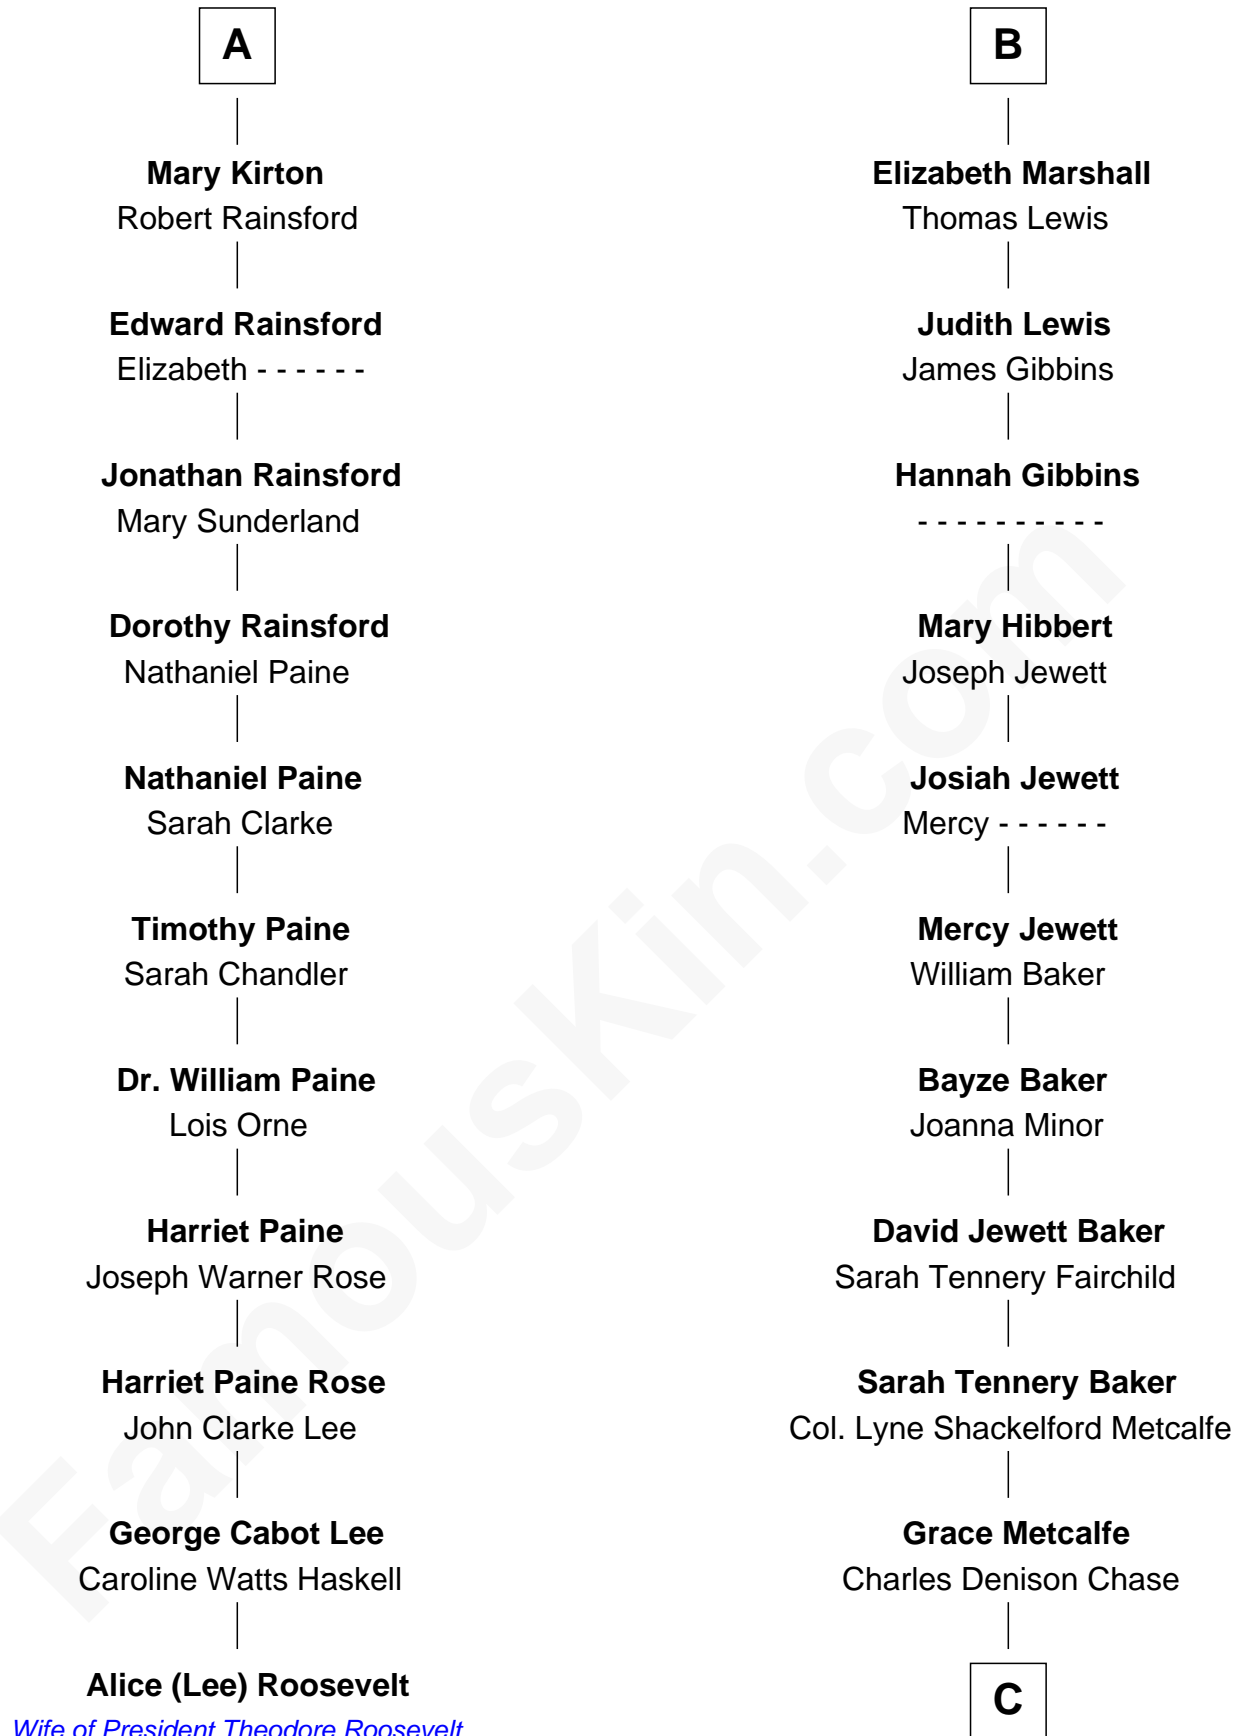 A
Mary Kirton
Robert Rainsford
Edward Rainsford
Elizabeth - - - - - -
Jonathan Rainsford
Mary Sunderland
Dorothy Rainsford
Nathaniel Paine
Nathaniel Paine
Sarah Clarke
Timothy Paine
Sarah Chandler
Dr. William Paine
Lois Orne
Harriet Paine
Joseph Warner Rose
Harriet Paine Rose
John Clarke Lee
George Cabot Lee
Caroline Watts Haskell
Alice (Lee) Roosevelt
Wife of President Theodore Roosevelt
B
Elizabeth Marshall
Thomas Lewis
Judith Lewis
James Gibbins
Hannah Gibbins
- - - - - - - - - -
Mary Hibbert
Joseph Jewett
Josiah Jewett
Mercy - - - - - -
Mercy Jewett
William Baker
Bayze Baker
Joanna Minor
David Jewett Baker
Sarah Tennery Fairchild
Sarah Tennery Baker
Col. Lyne Shackelford Metcalfe
Grace Metcalfe
Charles Denison Chase
C
FamousKin.com